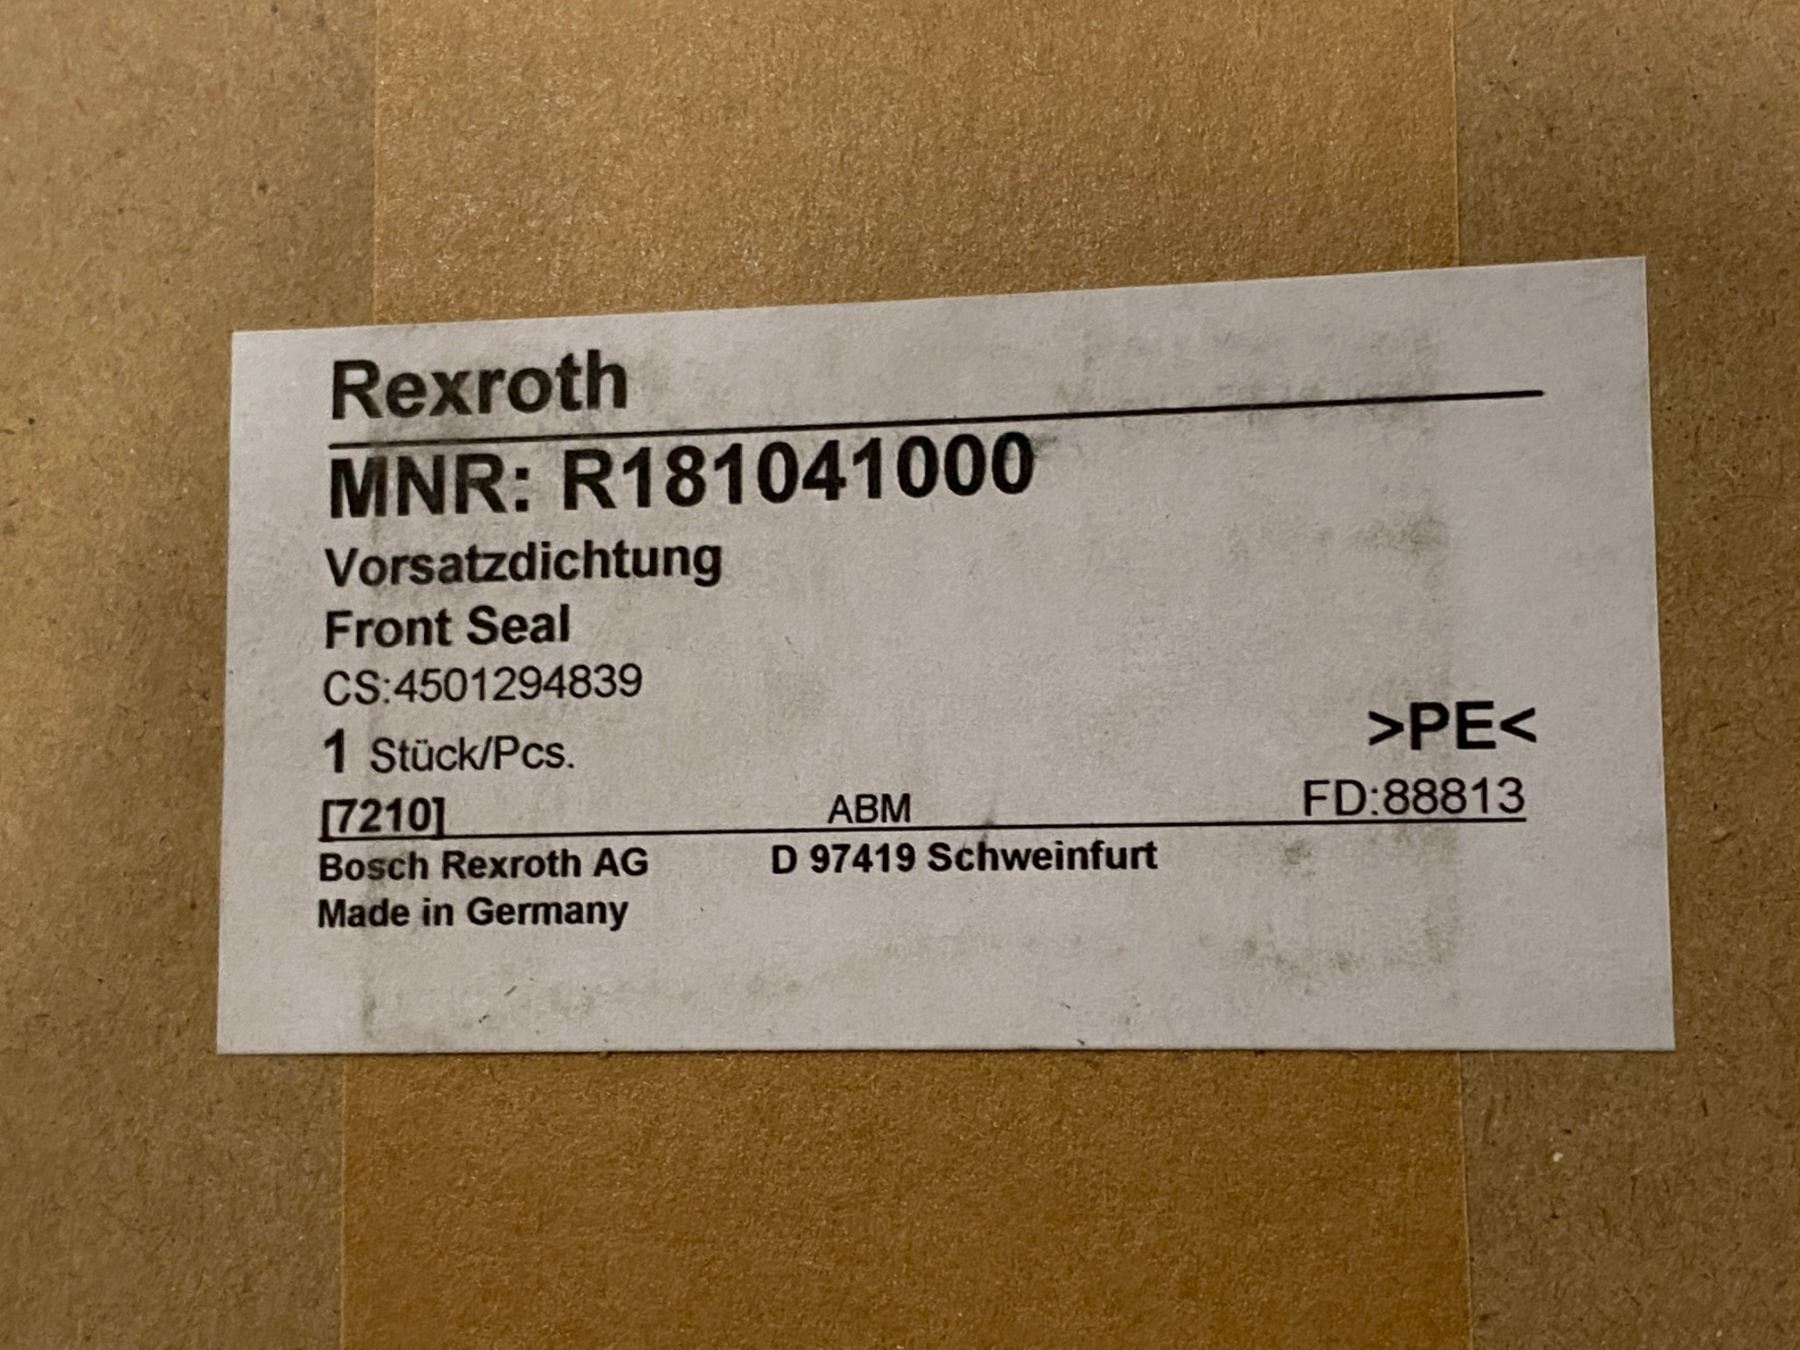 Rexroth
MNR: R181041000
Vorsatzdichtung
Front Seal
CS:4501294839
1 Stück/Pcs.
>PE<
[7210] ABM FD:88813
Bosch Rexroth AG D 97419 Schweinfurt
Made in Germany